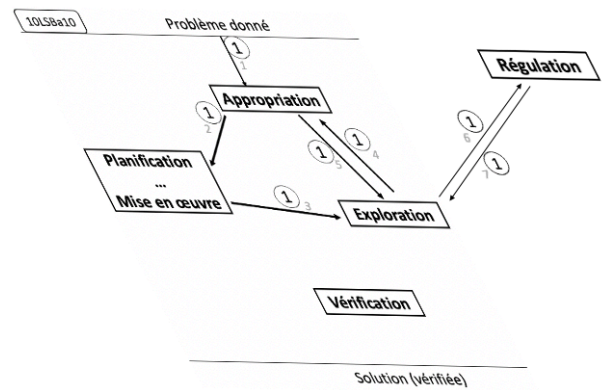 10LSBa10
Problème donné
1
1
Régulation
Appropriation
1
2
1
4
1
5
1
6
1
7
Planification
...
Mise en œuvre
1
3
Exploration
Vérification
Solution (vérifiée)